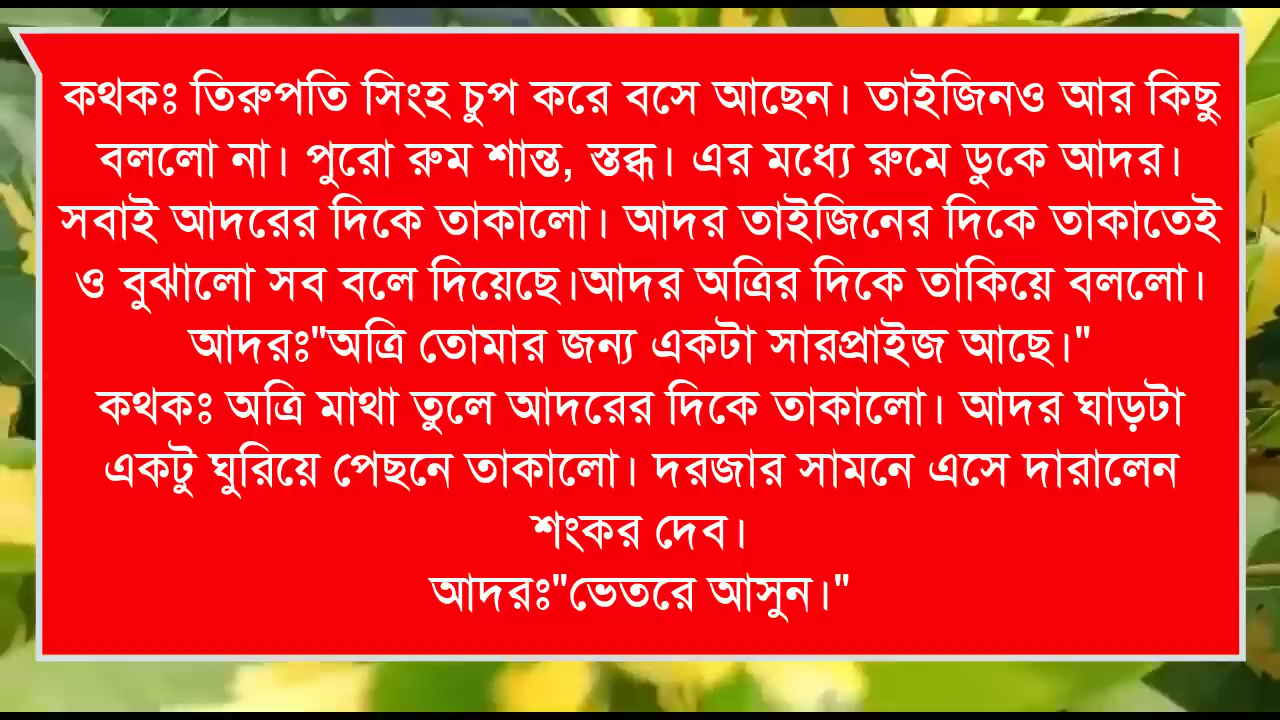 কথকঃ তিরুপতি সিংহ চুপ করে বসে আছেন। তাইজিনও আর কিছু
বললো না। পুরো রুম শান্ত, স্তব্ধ। এর মধ্যে রুমে ডুকে আদর।
সবাই আদরের দিকে তাকালো। আদর তাইজিনের দিকে তাকাতেই
ও বুঝালো সব বলে দিয়েছে।আদর অত্রির দিকে তাকিয়ে বললো।
আদরঃ"অত্রি তোমার জন্য একটা সারপ্রাইজ আছে।"
কথকঃ অত্রি মাথা তুলে আদরের দিকে তাকালো। আদর ঘাড়টা
একটু ঘুরিয়ে পেছনে তাকালো। দরজার সামনে এসে দারালেন
শংকর দেব।
আদরঃ"ভেতরে আসুন।"